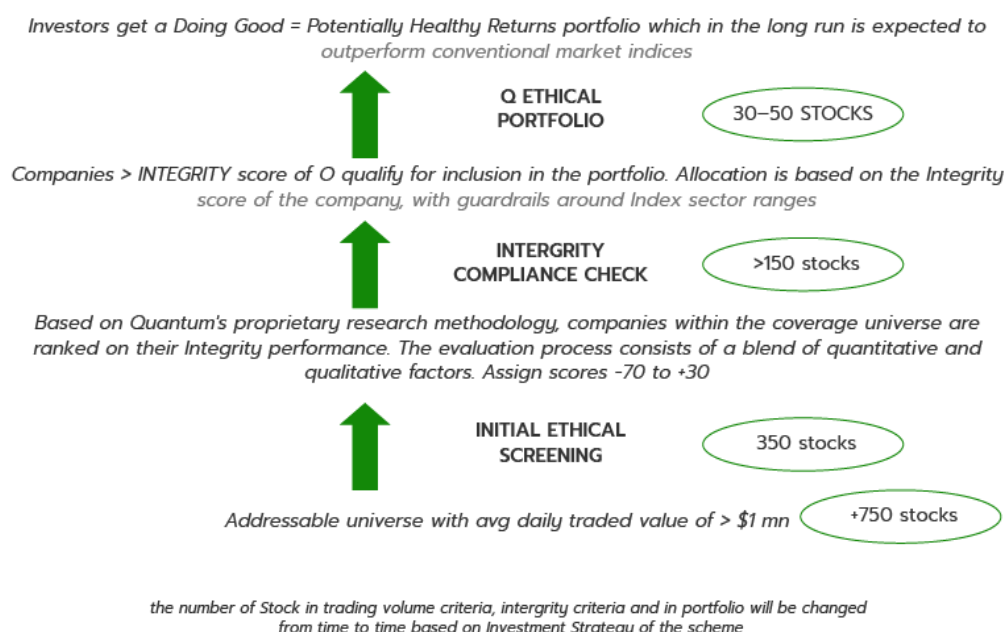 Investors get a Doing Good = Potentially Healthy Returns portfolio which in the long run is expected to
outperform conventional market indices
Q ETHICAL
PORTFOLIO
30–50 STOCKS
Companies > INTEGRITY score of O qualify for inclusion in the portfolio. Allocation is based on the Integrity
score of the company, with guardrails around Index sector ranges
INTERGRITY
COMPLIANCE CHECK
>150 stocks
Based on Quantum's proprietary research methodology, companies within the coverage universe are
ranked on their Integrity performance. The evaluation process consists of a blend of quantitative and
qualitative factors. Assign scores -70 to +30
INITIAL ETHICAL
SCREENING
350 stocks
Addressable universe with avg daily traded value of > $1 mn
+750 stocks
the number of Stock in trading volume criteria, intergrity criteria and in portfolio will be changed
from time to time based on Investment Strategy of the scheme